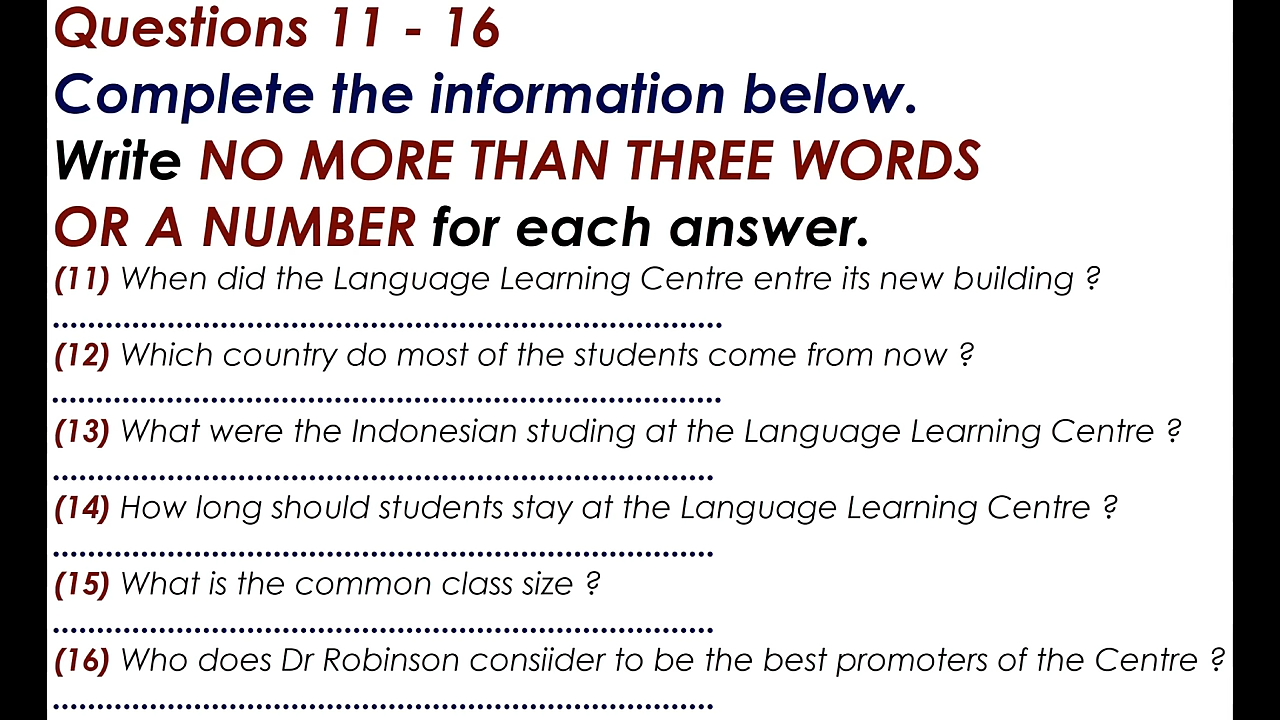 Questions 11 - 16
Complete the information below.
Write NO MORE THAN THREE WORDS
OR A NUMBER for each answer.
(11) When did the Language Learning Centre entre its new building ?
...........................................................................
(12) Which country do most of the students come from now ?
...........................................................................
(13) What were the Indonesian studing at the Language Learning Centre ?
..........................................................................
(14) How long should students stay at the Language Learning Centre ?
..........................................................................
(15) What is the common class size ?
..........................................................................
(16) Who does Dr Robinson consiider to be the best promoters of the Centre ?
..........................................................................